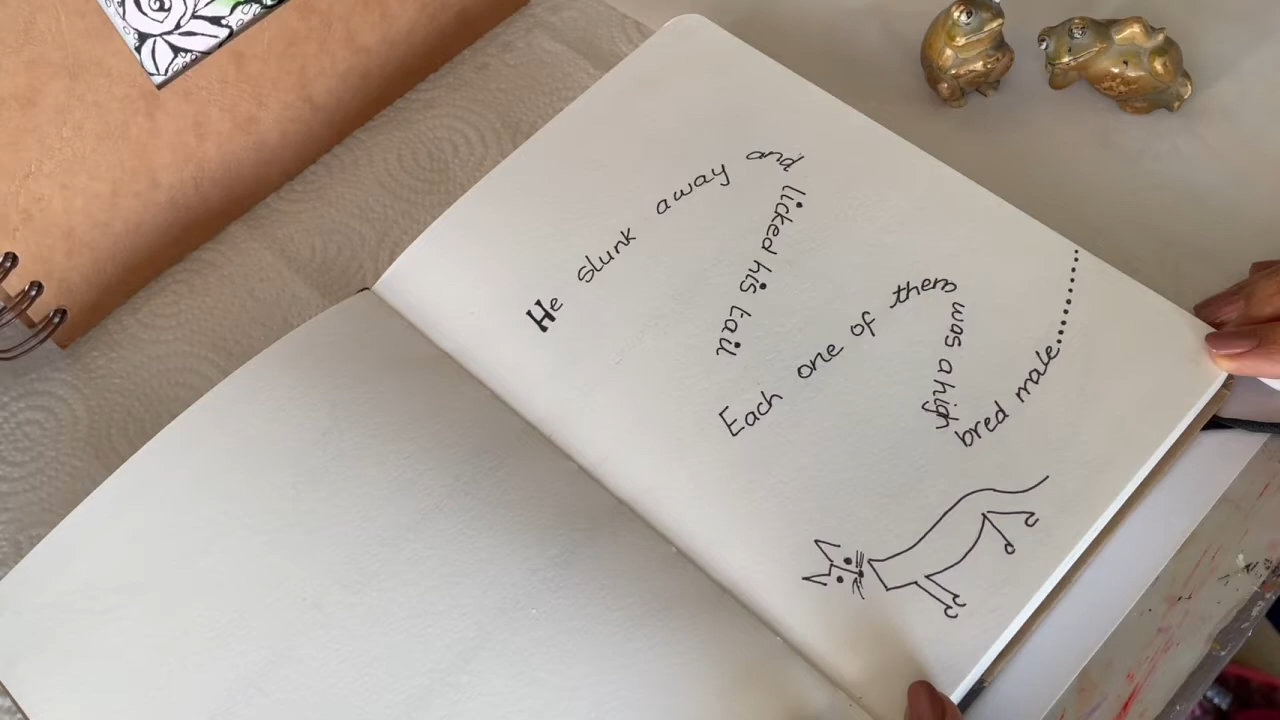 He slunk away and licked his tail
Each one of them was a high bred male..........